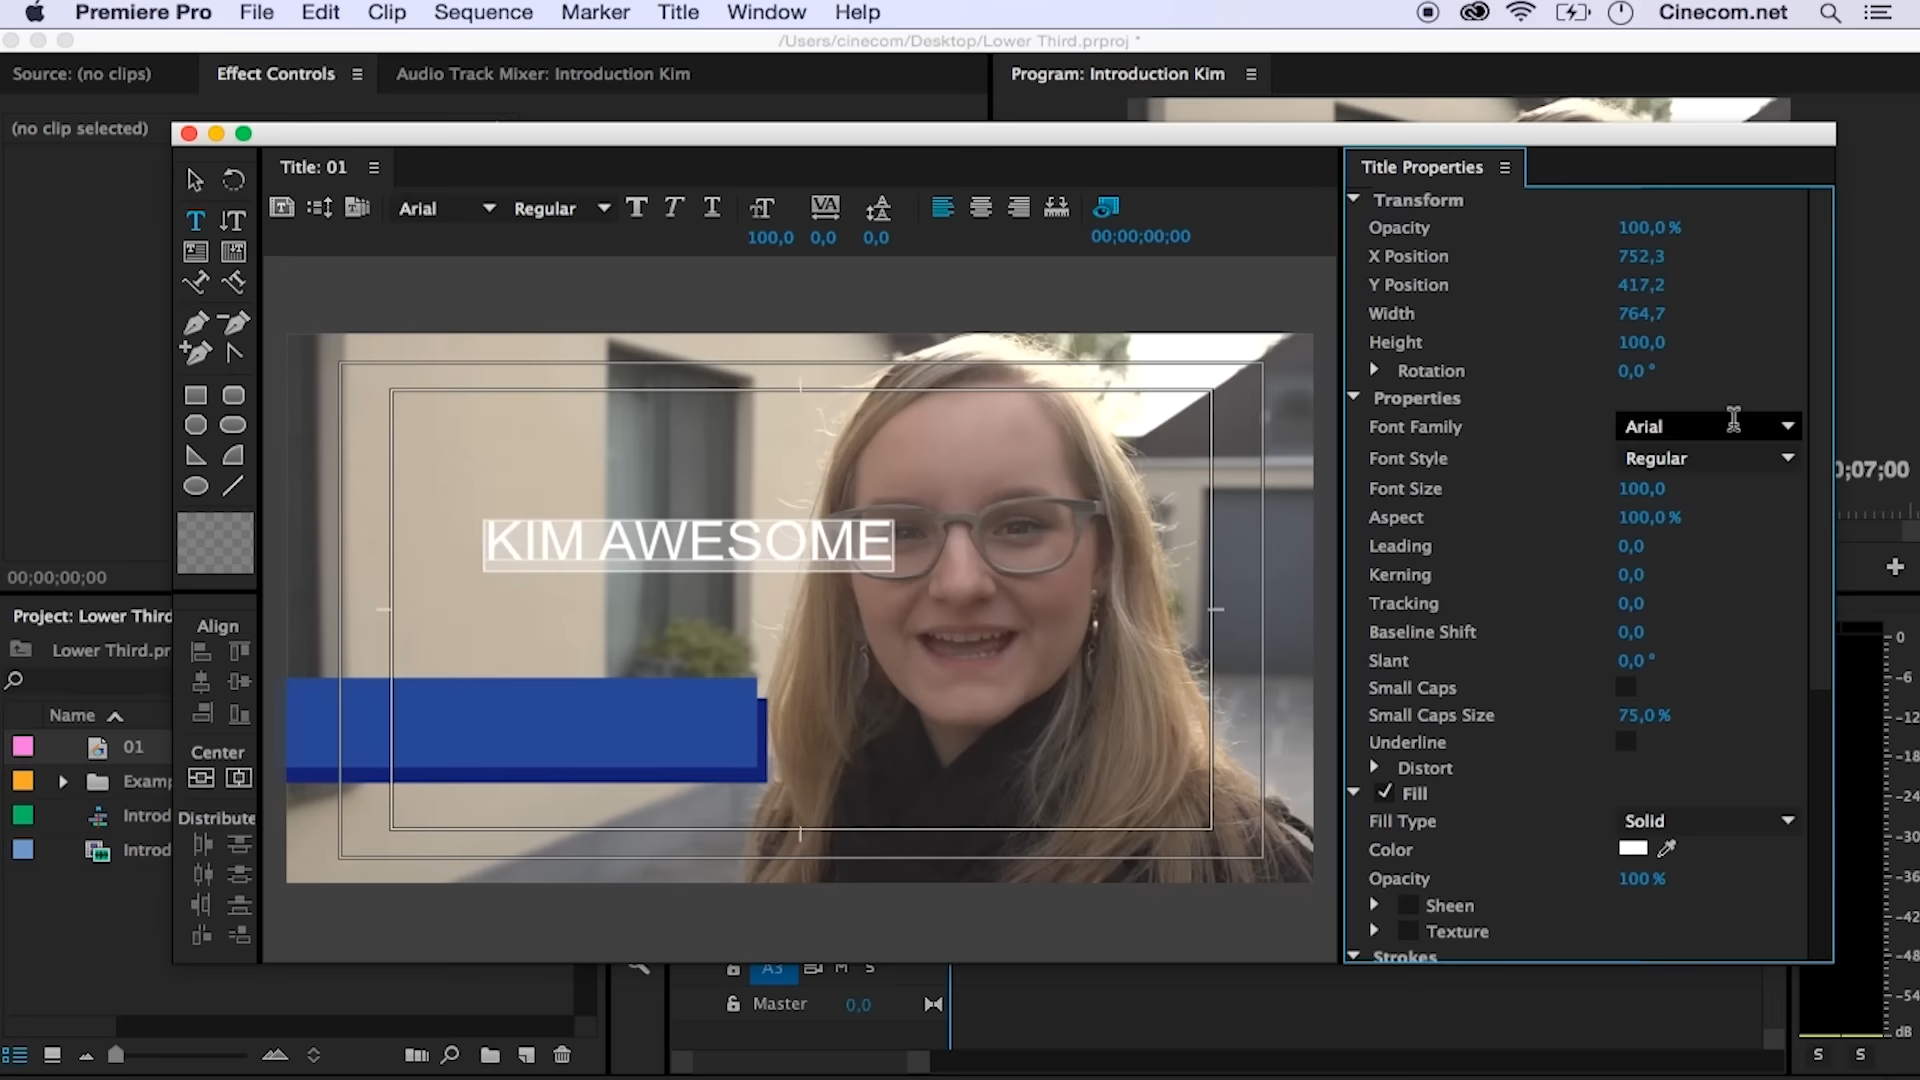 Premiere Pro File Edit Clip Sequence Marker Title Window Help Cinecom.net
/Users/cinecom/Desktop/Lower Third.prproj *
Source: (no clips) Effect Controls Audio Track Mixer: Introduction Kim Program: Introduction Kim
(no clip selected)
Title: 01
Arial Regular
100,0 0,0 0,0 00;00;00;00
KIM AWESOME
Title Properties
Transform
Opacity 100,0 %
X Position 752,3
Y Position 417,2
Width 764,7
Height 100,0
Rotation 0,0 °
Properties
Font Family Arial
Font Style Regular
Font Size 100,0
Aspect 100,0 %
Leading 0,0
Kerning 0,0
Tracking 0,0
Baseline Shift 0,0
Slant 0,0 °
Small Caps
Small Caps Size 75,0 %
Underline
Distort
Fill
Fill Type Solid
Color
Opacity 100 %
Sheen
Texture
Strokes
0;07;00
00;00;00;00
Project: Lower Third
Lower Third.pr
Name
01
Examp
Introd
Introd
Align
Center
Distribute
A3 M S
Master 0,0
0
-6
-12
-18
-24
-30
-36
-42
-48
-54
dB
S S